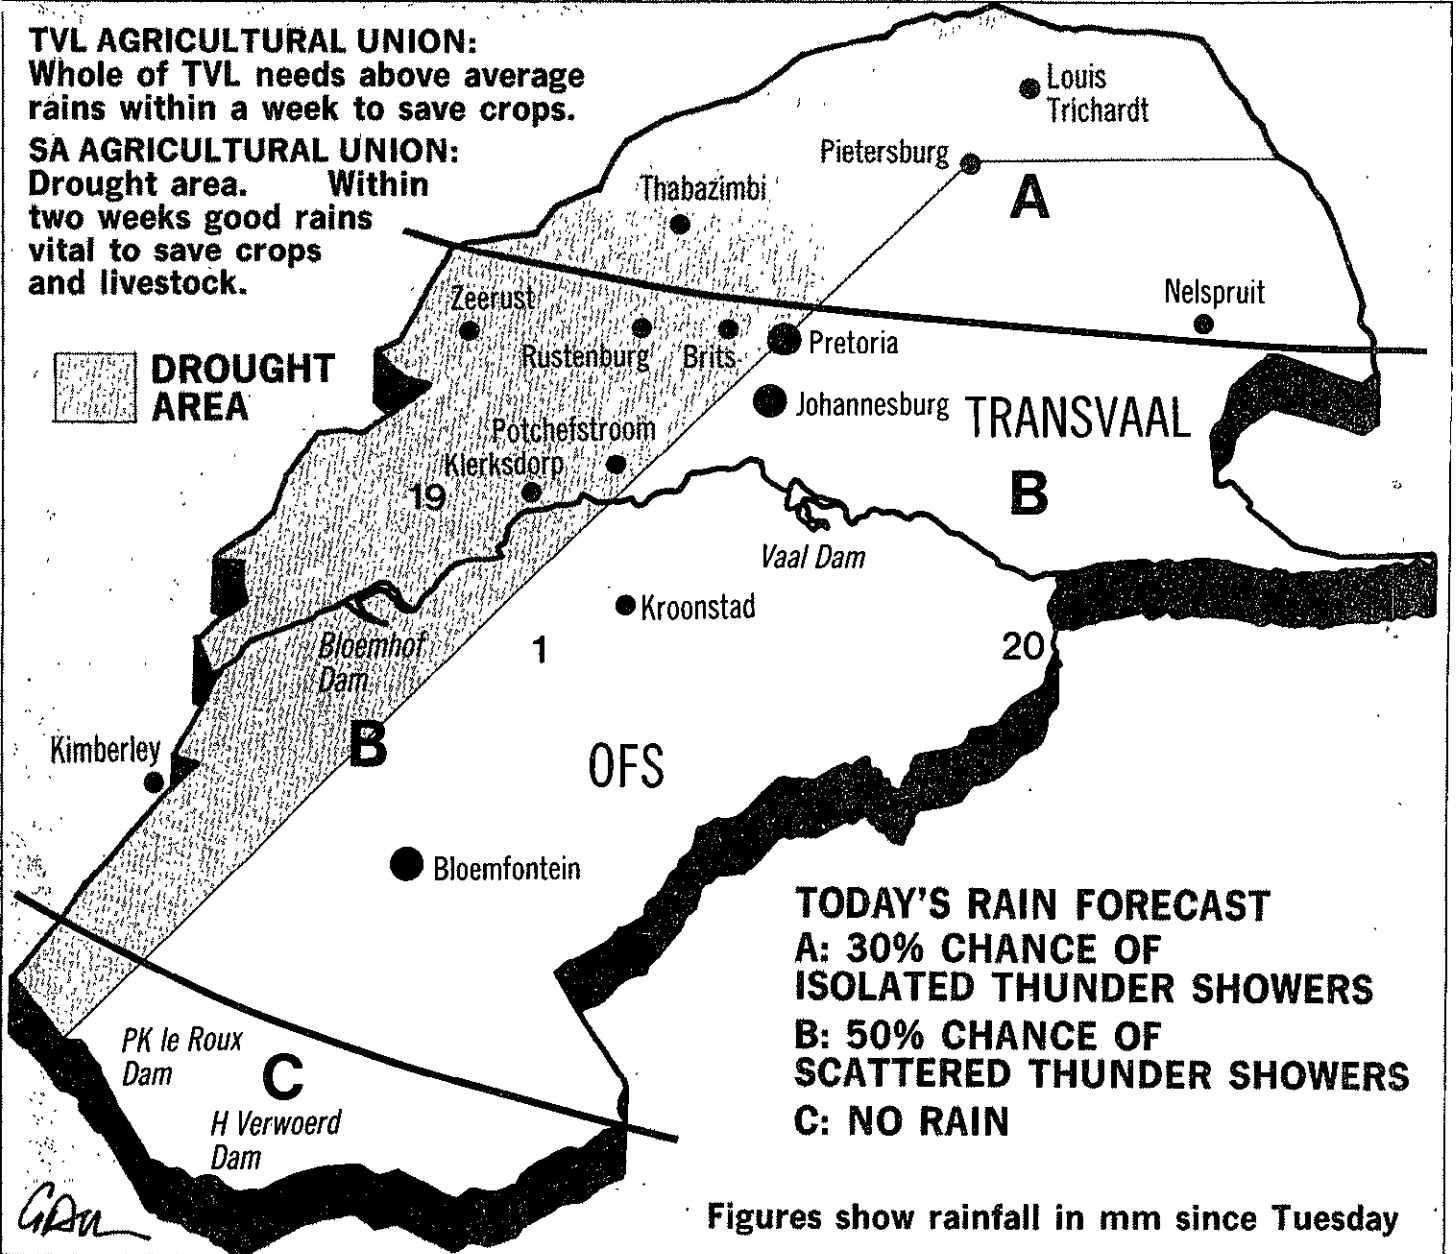 TVL AGRICULTURAL UNION:
Whole of TVL needs above average
rains within a week to save crops.
SA AGRICULTURAL UNION:
Drought area. Within
two weeks good rains
vital to save crops
and livestock.
DROUGHT
AREA
Louis
Trichardt
Pietersburg
A
Thabazimbi
Nelspruit
Zeerust
Rustenburg
Brits
Pretoria
Johannesburg
TRANSVAAL
Potchefstroom
Klerksdorp
19
B
Vaal Dam
Kroonstad
Bloemhof
Dam
1
20
B
Kimberley
OFS
Bloemfontein
PK le Roux
Dam
C
H Verwoerd
Dam
TODAY'S RAIN FORECAST
A: 30% CHANCE OF
ISOLATED THUNDER SHOWERS
B: 50% CHANCE OF
SCATTERED THUNDER SHOWERS
C: NO RAIN
Figures show rainfall in mm since Tuesday